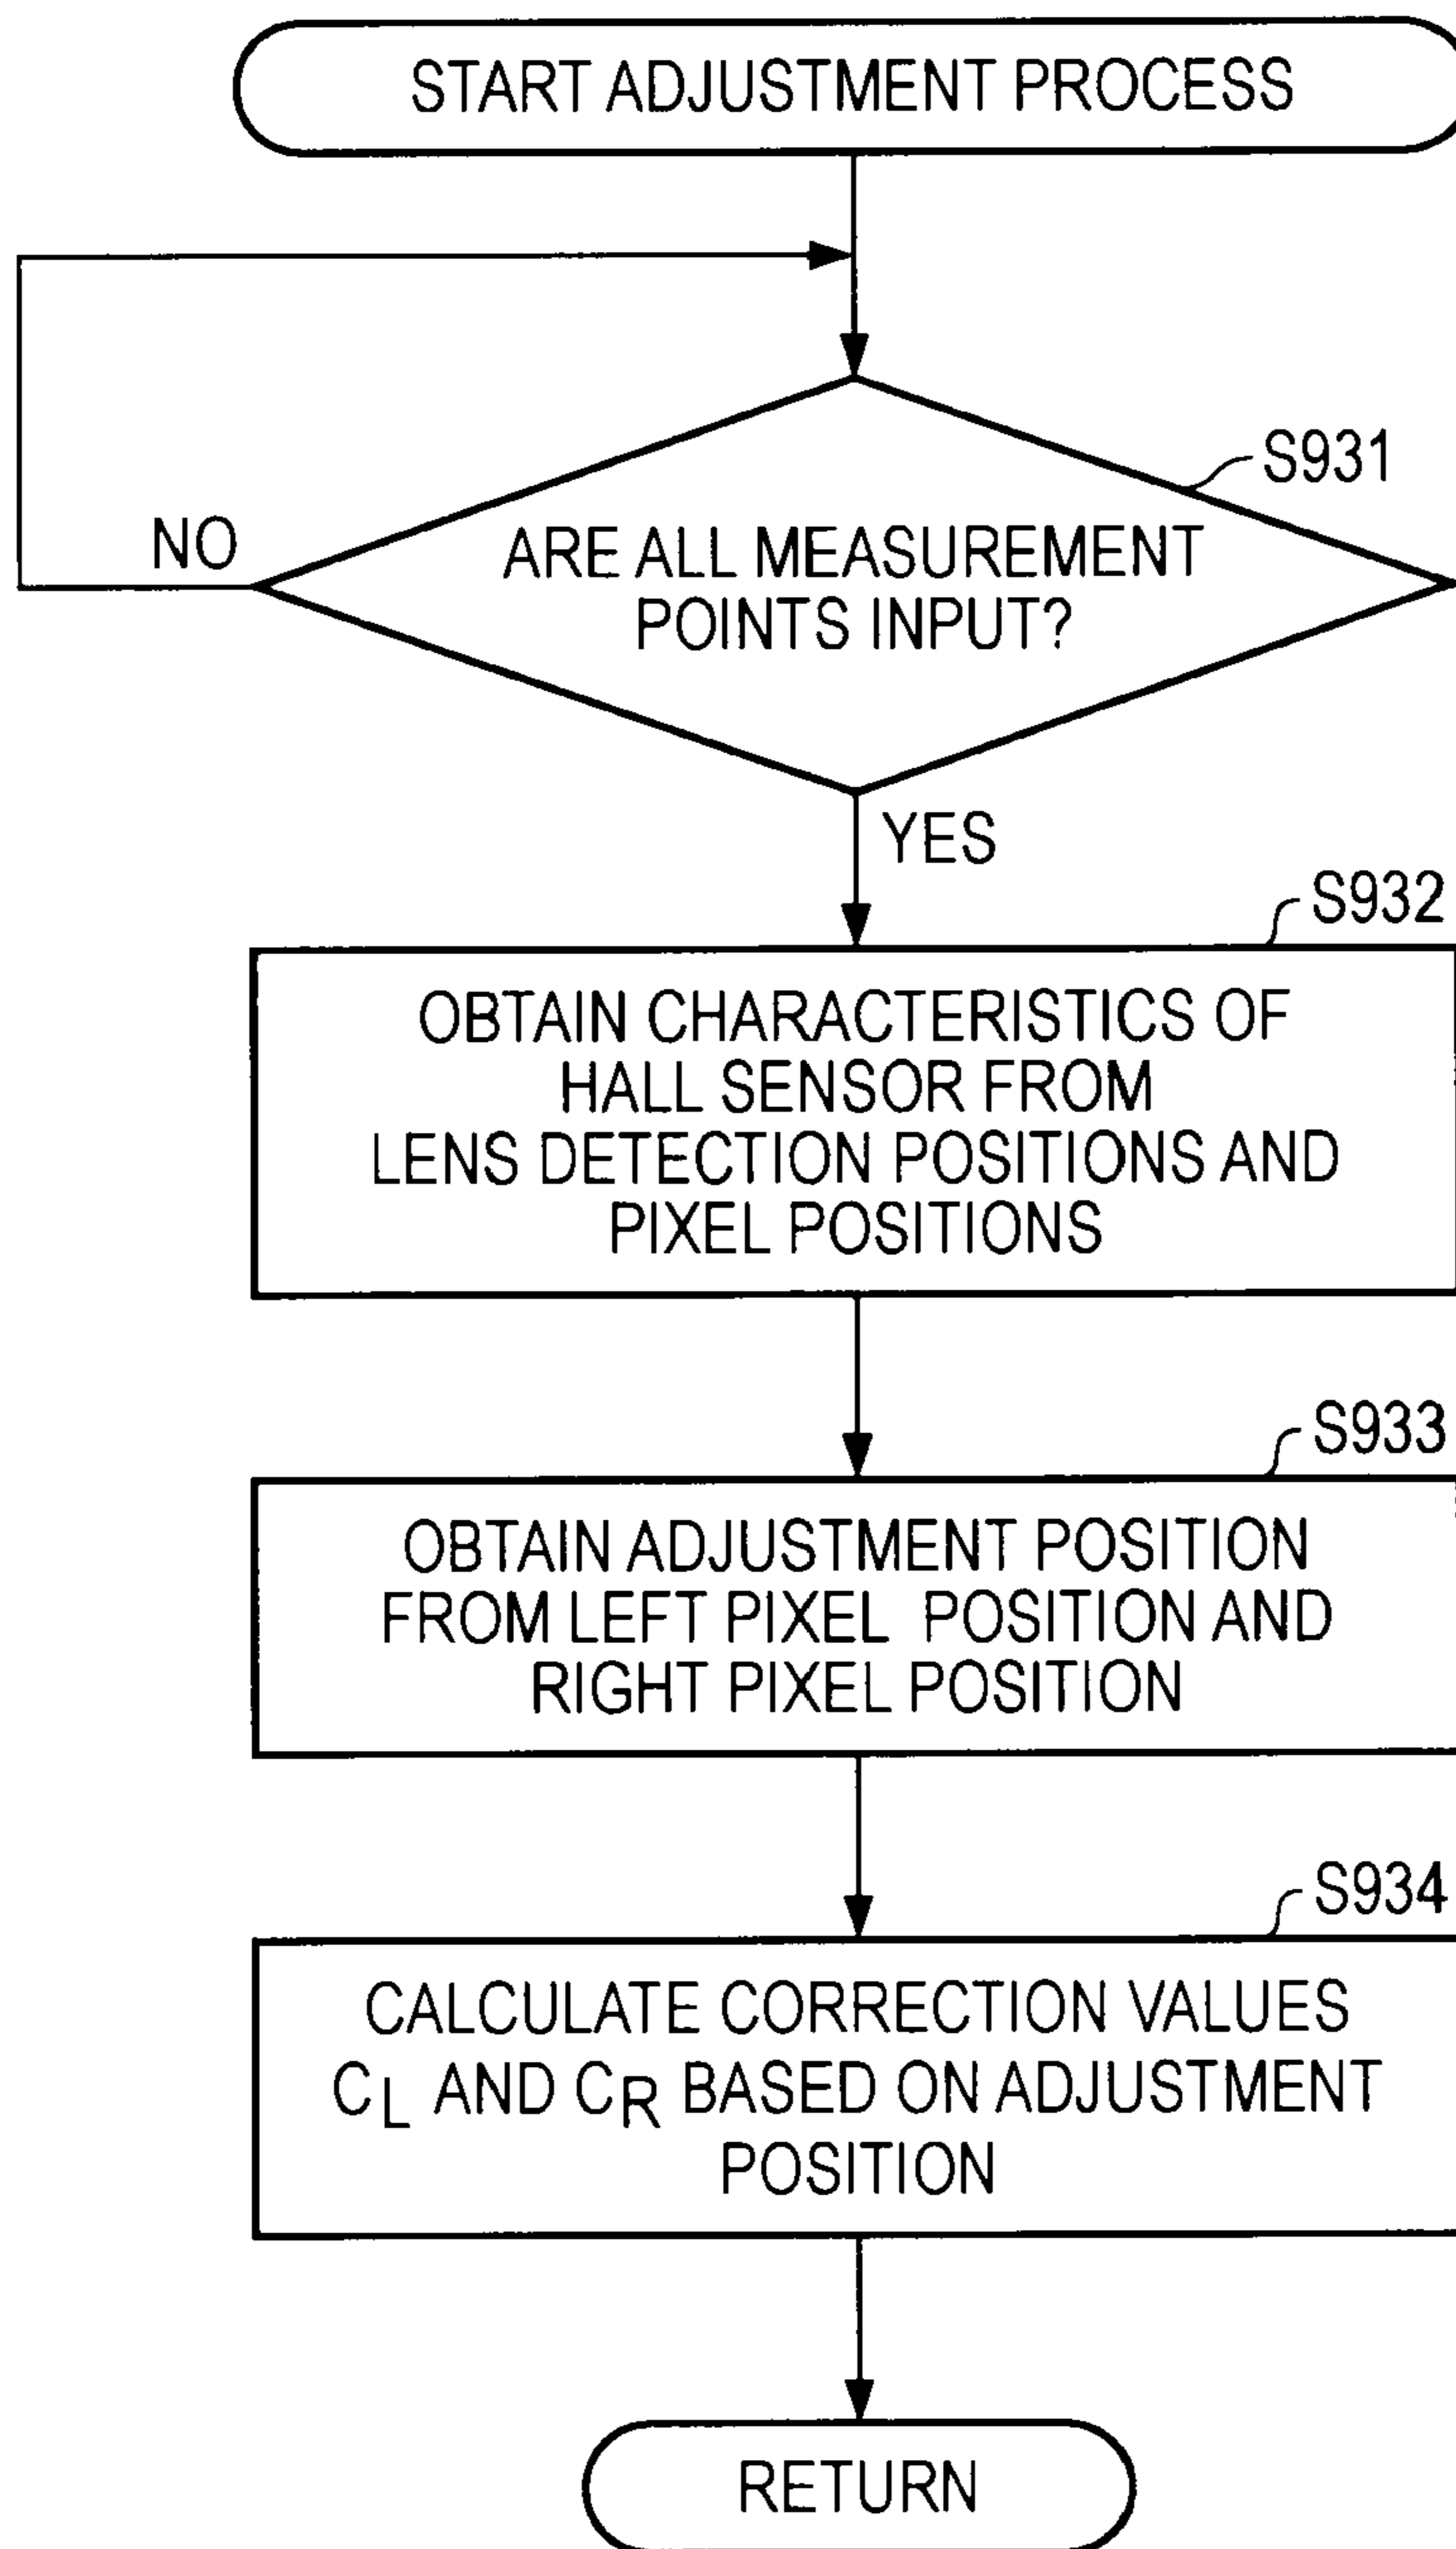 START ADJUSTMENT PROCESS
S931
NO
ARE ALL MEASUREMENT
POINTS INPUT?
YES
S932
OBTAIN CHARACTERISTICS OF
HALL SENSOR FROM
LENS DETECTION POSITIONS AND
PIXEL POSITIONS
S933
OBTAIN ADJUSTMENT POSITION
FROM LEFT PIXEL POSITION AND
RIGHT PIXEL POSITION
S934
CALCULATE CORRECTION VALUES
CL AND CR BASED ON ADJUSTMENT
POSITION
RETURN